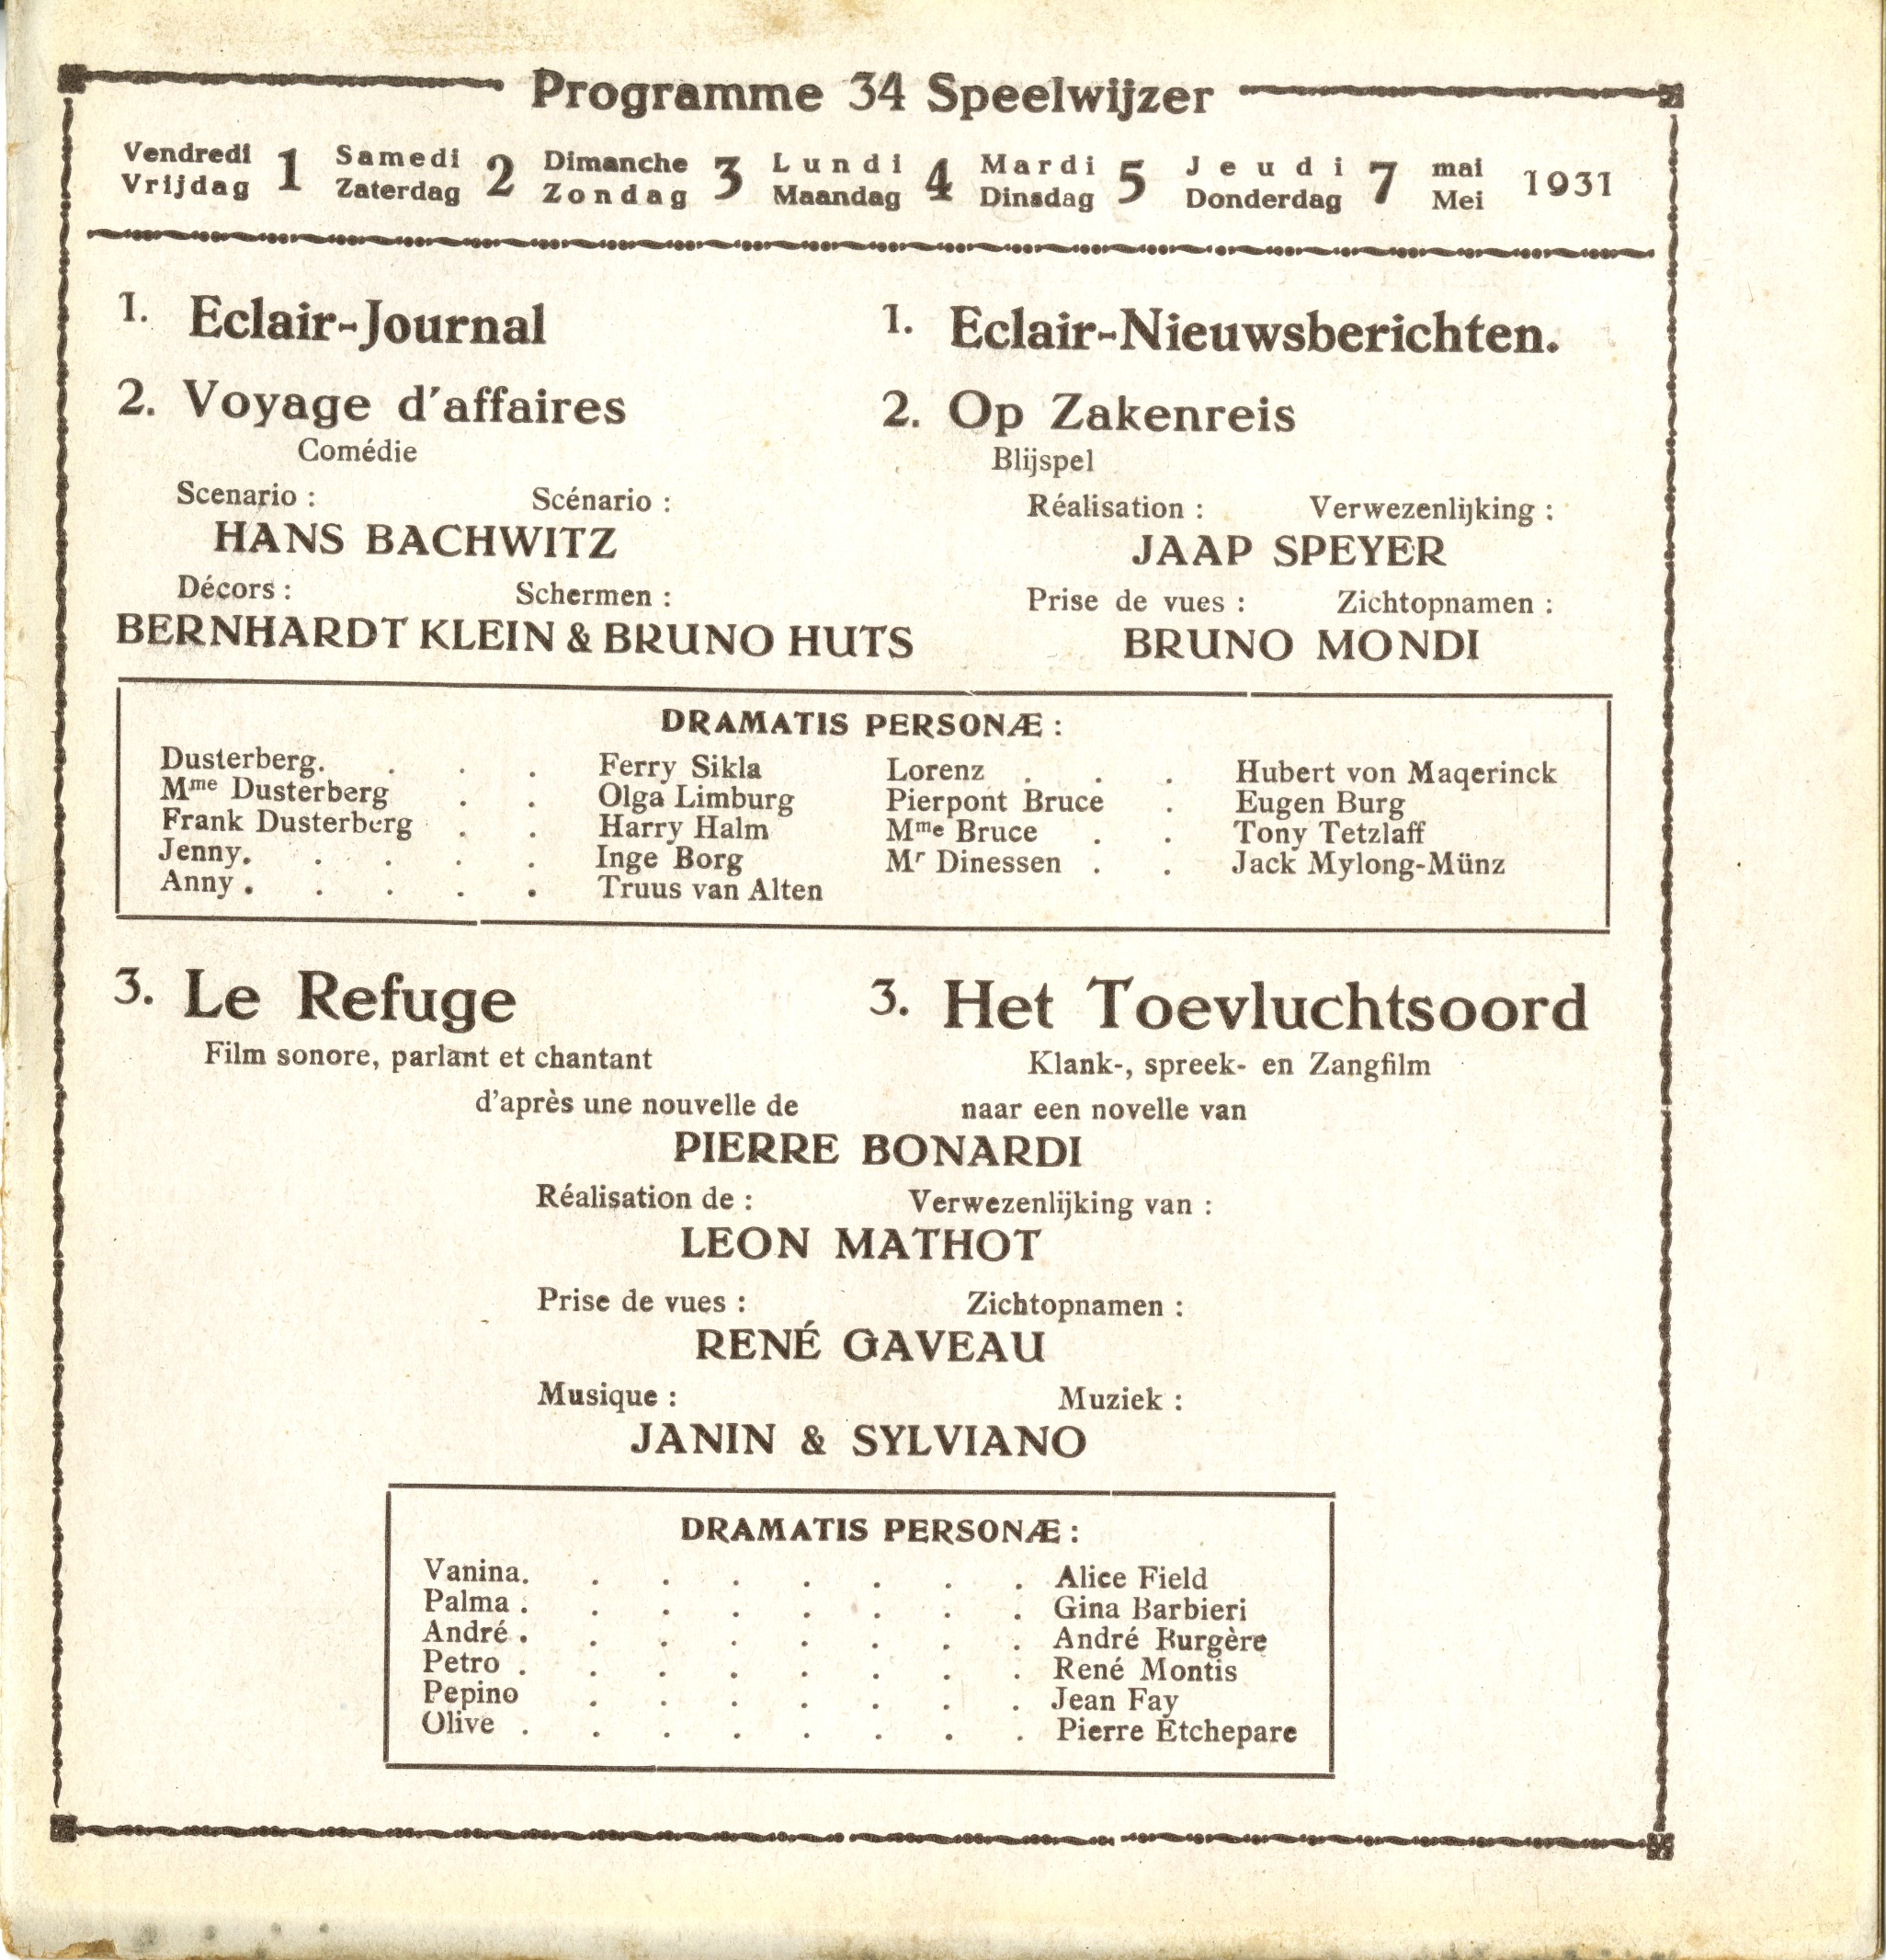 Programme 34 Speelwijzer
Vendredi 1 Samedi 2 Dimanche 3 Lundi 4 Mardi 5 Jeudi 7 mai 1931
Vrijdag Zaterdag Zondag Maandag Dinsdag Donderdag Mei
1. Eclair-Journal
2. Voyage d'affaires
Comédie
1. Eclair-Nieuwsberichten.
2. Op Zakenreis
Blijspel
Scenario : Scénario :
HANS BACHWITZ
Décors : Schermen :
BERNHARDT KLEIN & BRUNO HUTS
Réalisation : Verwezenlijking :
JAAP SPEYER
Prise de vues : Zichtopnamen :
BRUNO MONDI
DRAMATIS PERSONÆ :
Dusterberg. . . . Ferry Sikla
Mme Dusterberg . . Olga Limburg
Frank Dusterberg . . Harry Halm
Jenny. . . . . Inge Borg
Anny . . . . . Truus van Alten
Lorenz . . . Hubert von Maqerinck
Pierpont Bruce . Eugen Burg
Mme Bruce . . Tony Tetzlaff
Mr Dinessen . . Jack Mylong-Münz
3. Le Refuge
Film sonore, parlant et chantant
3. Het Toevluchtsoord
Klank-, spreek- en Zangfilm
d'après une nouvelle de naar een novelle van
PIERRE BONARDI
Réalisation de : Verwezenlijking van :
LEON MATHOT
Prise de vues : Zichtopnamen :
RENÉ GAVEAU
Musique : Muziek :
JANIN & SYLVIANO
DRAMATIS PERSONÆ :
Vanina. . . . . . . . Alice Field
Palma . . . . . . . . Gina Barbieri
André . . . . . . . . André Burgère
Petro . . . . . . . . René Montis
Pepino . . . . . . . Jean Fay
Olive . . . . . . . . Pierre Etchepare